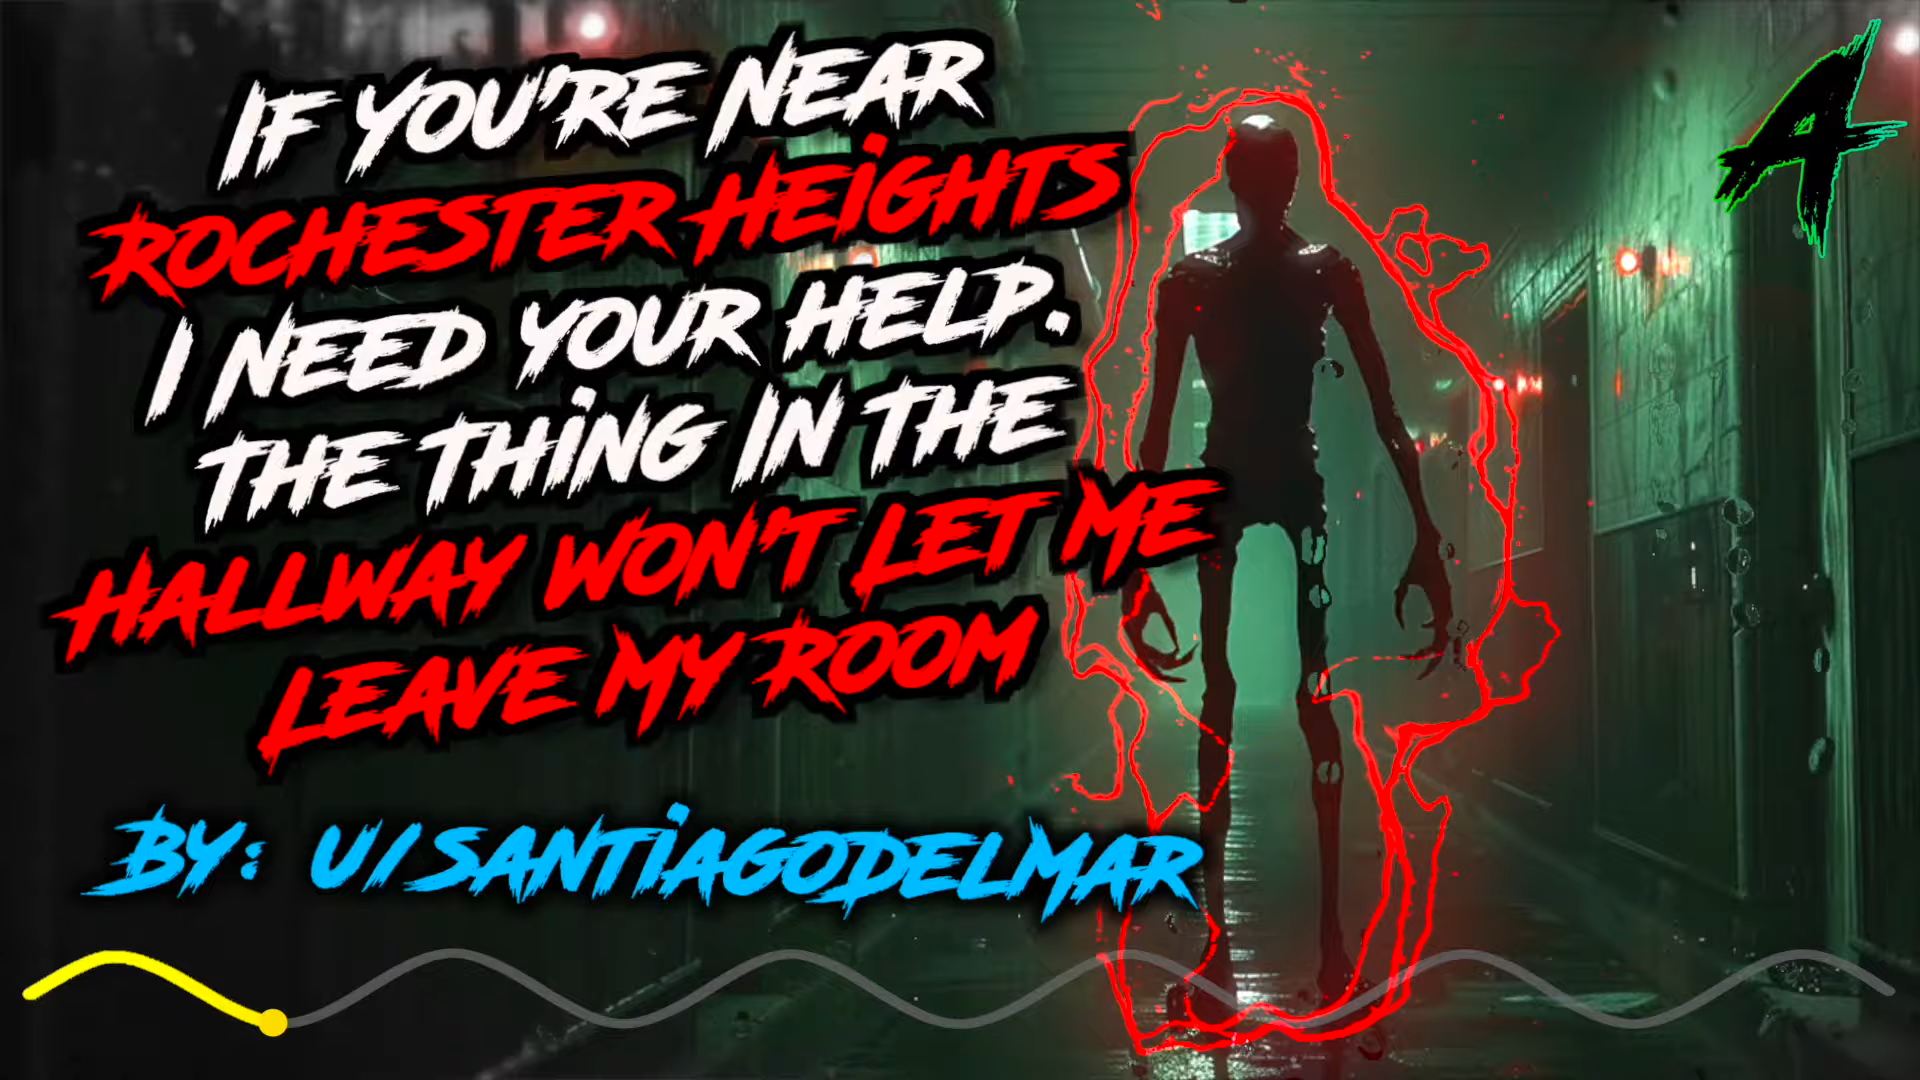 IF YOU'RE NEAR
ROCHESTER HEIGHTS
I NEED YOUR HELP.
THE THING IN THE
HALLWAY WON'T LET ME
LEAVE MY ROOM
BY: U/SANTIAGODELMAR
A